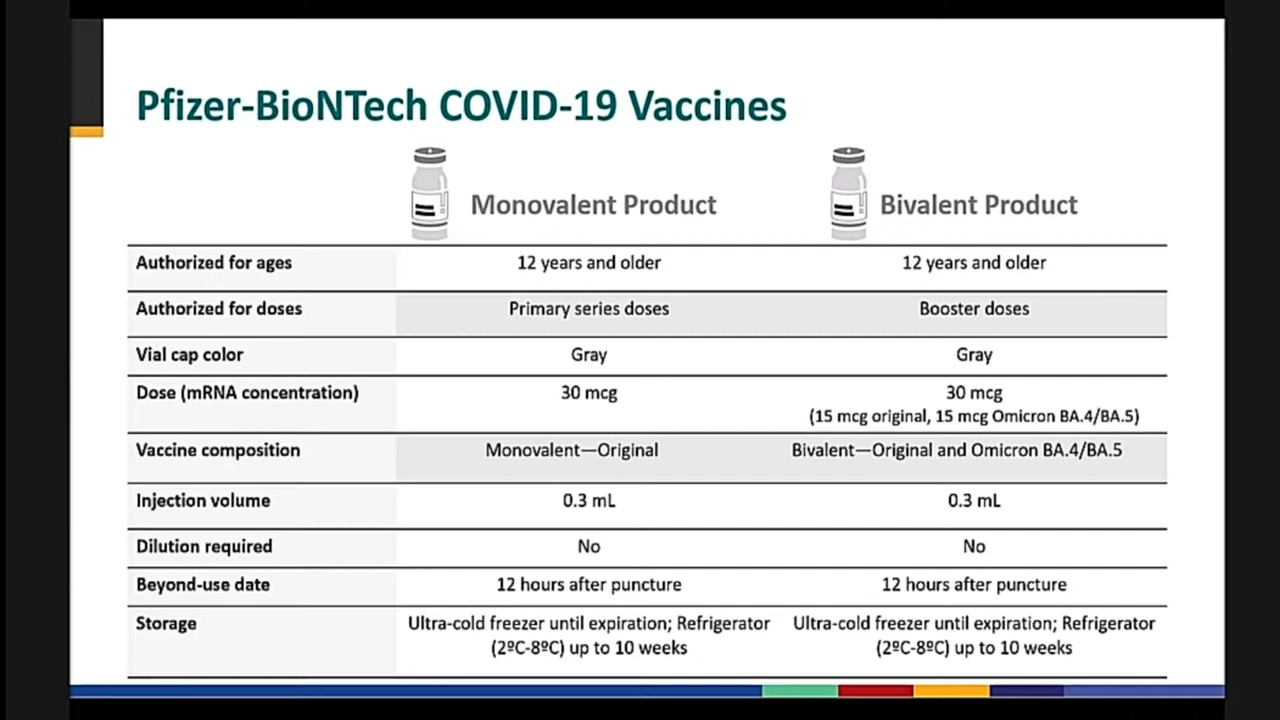 Pfizer-BioNTech COVID-19 Vaccines
Monovalent Product Bivalent Product
Authorized for ages 12 years and older 12 years and older
Authorized for doses Primary series doses Booster doses
Vial cap color Gray Gray
Dose (mRNA concentration) 30 mcg 30 mcg
(15 mcg original, 15 mcg Omicron BA.4/BA.5)
Vaccine composition Monovalent—Original Bivalent—Original and Omicron BA.4/BA.5
Injection volume 0.3 mL 0.3 mL
Dilution required No No
Beyond-use date 12 hours after puncture 12 hours after puncture
Storage Ultra-cold freezer until expiration; Refrigerator Ultra-cold freezer until expiration; Refrigerator
(2ºC-8ºC) up to 10 weeks (2ºC-8ºC) up to 10 weeks